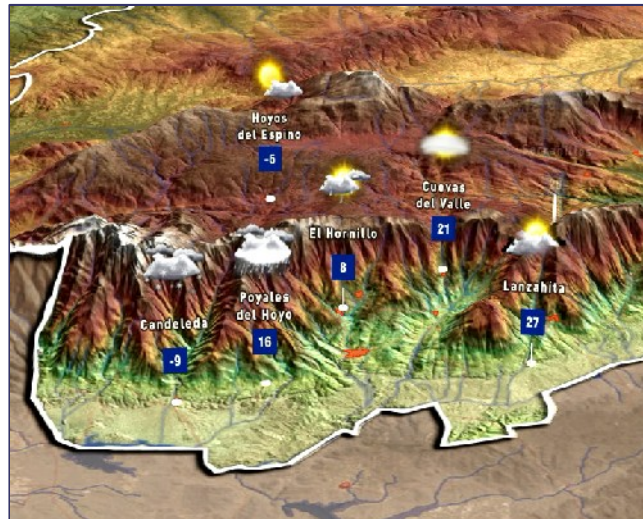 Hoyos
del Espino
-5
Cuevas
del Valle
21
El Hornillo
8
Lanzahita
27
Poyales
del Hoyo
16
Candeleda
-9